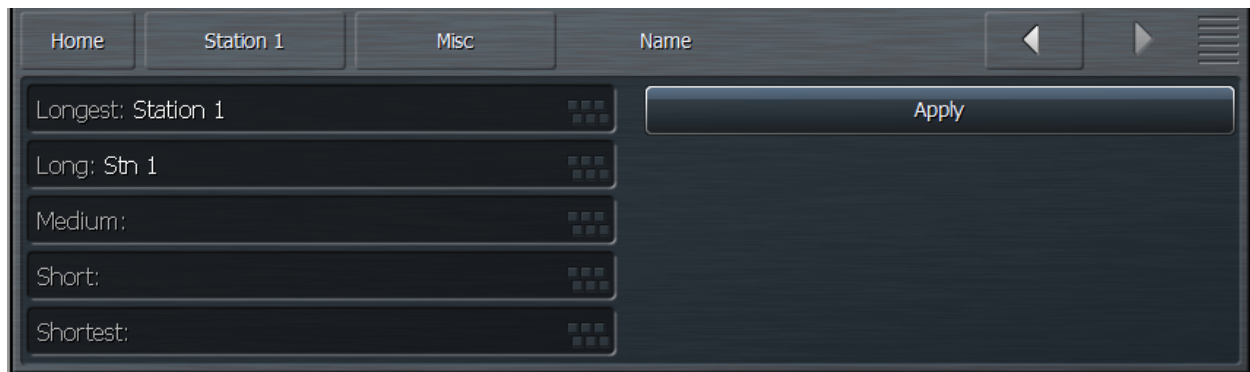 Home Station 1 Misc Name
Longest: Station 1
Apply
Long: Stn 1
Medium:
Short:
Shortest: